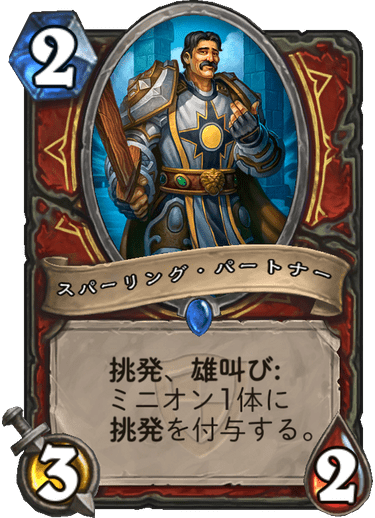 2
スパーリング・パートナー
挑発、雄叫び:
ミニオン1体に
挑発を付与する。
3
2